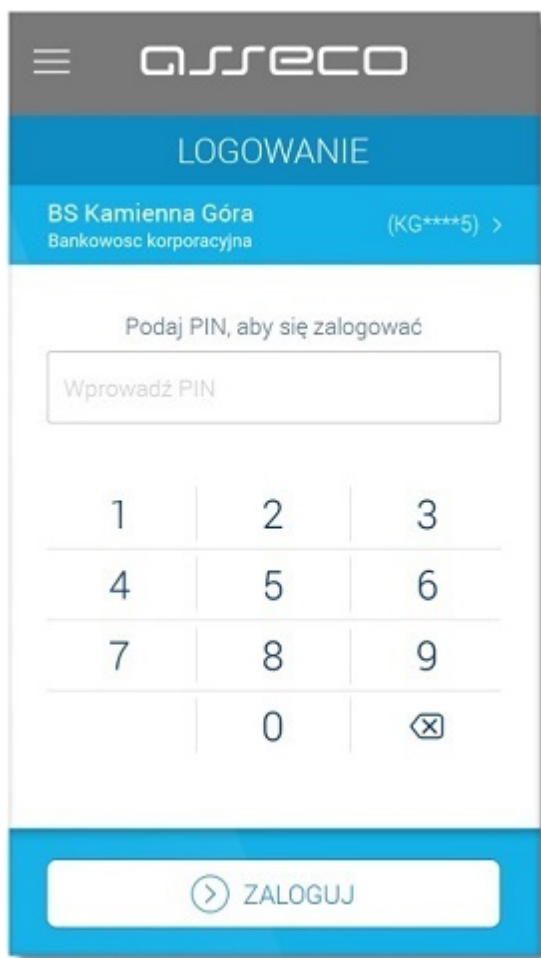 asseco
LOGOWANIE
BS Kamienna Góra
Bankowosc korporacyjna
(KG****5) >
Podaj PIN, aby się zalogować
Wprowadź PIN
1 2 3
4 5 6
7 8 9
0
ZALOGUJ